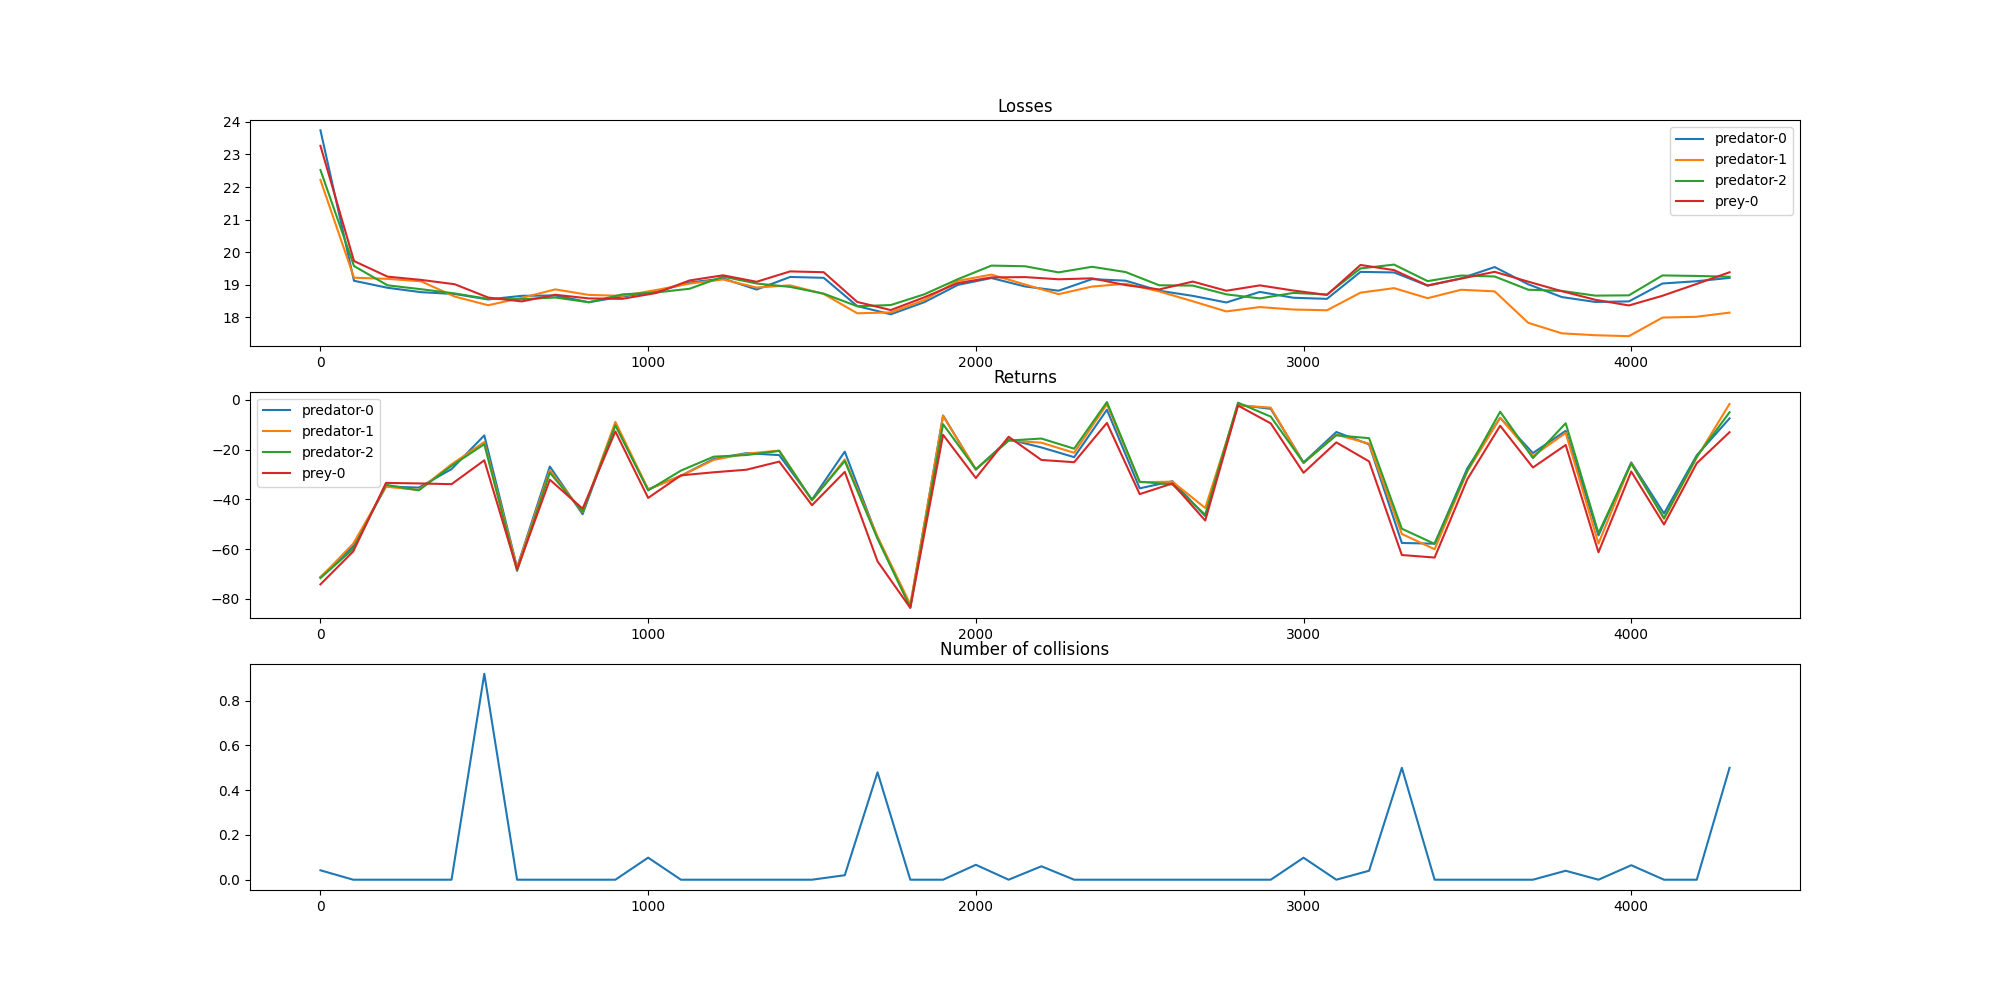 Losses
24
23
22
21
20
19
18
predator-0
predator-1
predator-2
prey-0
0 1000 2000 3000 4000
Returns
0
−20
−40
−60
−80
predator-0
predator-1
predator-2
prey-0
0 1000 2000 3000 4000
Number of collisions
0.8
0.6
0.4
0.2
0.0
0 1000 2000 3000 4000